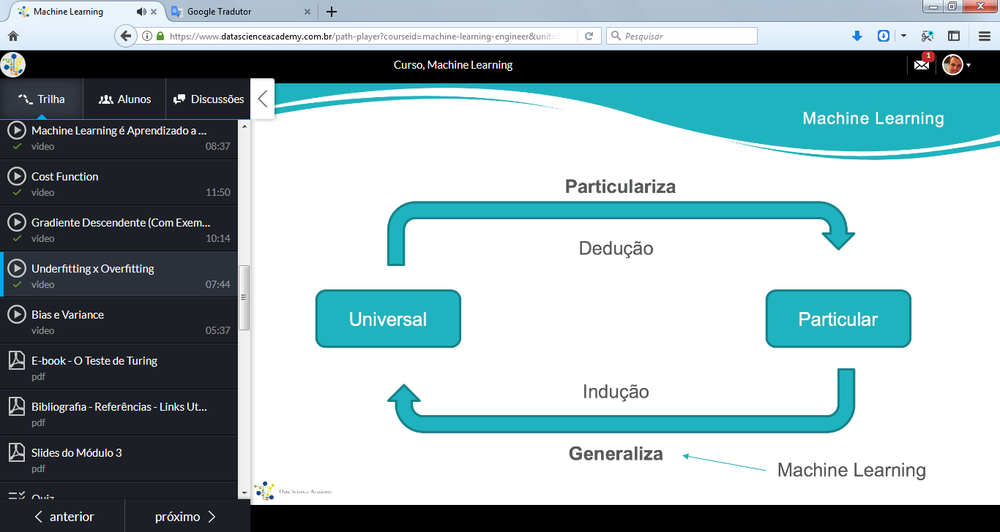 Machine Learning
Google Tradutor
https://www.datascienceacademy.com.br/path-player?courseid=machine-learning-engineer&unit=
Pesquisar
Curso, Machine Learning
1
Trilha
Alunos
Discussões
Machine Learning é Aprendizado a ...
video
08:37
Cost Function
video
11:50
Gradiente Descendente (Com Exem...
video
10:14
Underfitting x Overfitting
video
07:44
Bias e Variance
video
05:37
E-book - O Teste de Turing
pdf
Bibliografia - Referências - Links Ut...
pdf
Slides do Módulo 3
pdf
Quiz
anterior
próximo
Machine Learning
Particulariza
Dedução
Universal
Particular
Indução
Generaliza
Machine Learning
Data Science Academy